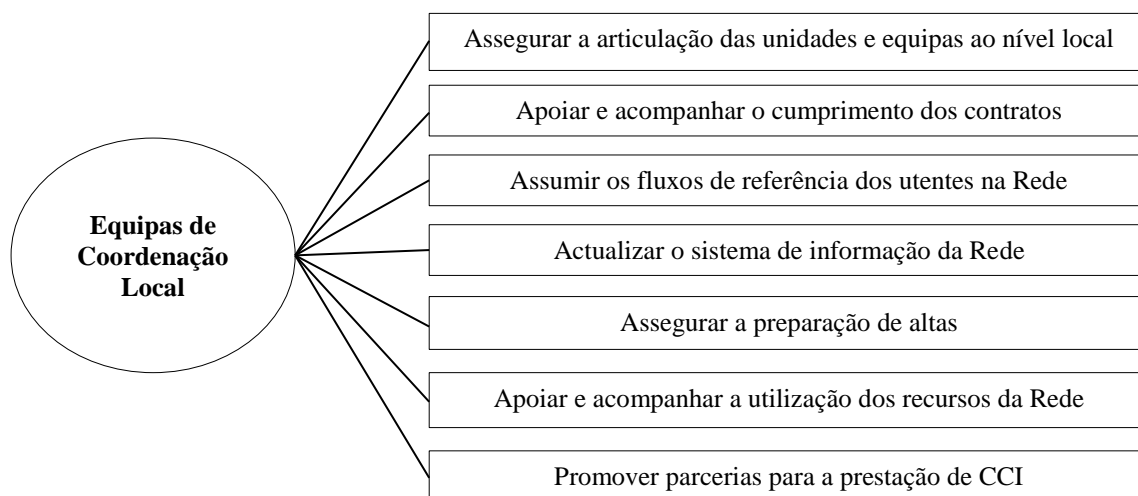 Assegurar a articulação das unidades e equipas ao nível local
Apoiar e acompanhar o cumprimento dos contratos
Assumir os fluxos de referência dos utentes na Rede
Equipas de
Coordenação
Local
Actualizar o sistema de informação da Rede
Assegurar a preparação de altas
Apoiar e acompanhar a utilização dos recursos da Rede
Promover parcerias para a prestação de CCI